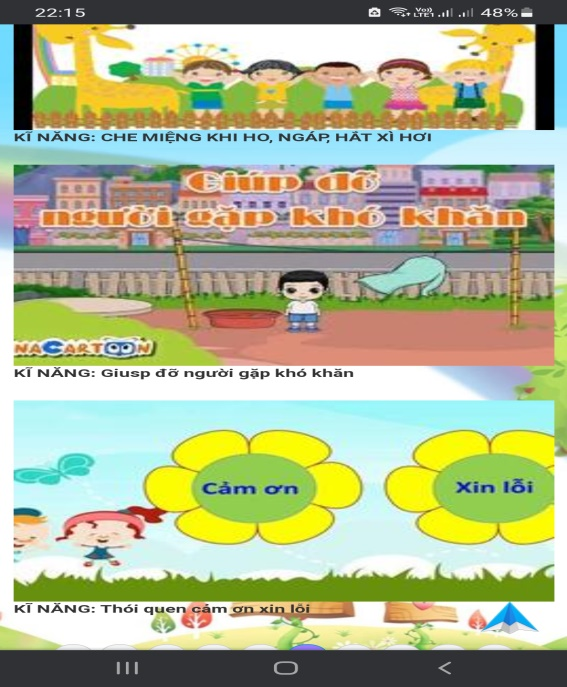 22:15
Vo)) LTE1 48%
KĨ NĂNG: CHE MIỆNG KHI HO, NGÁP, HẮT XÌ HƠI
Giúp đỡ
người gặp khó khăn
NACARTOON
KĨ NĂNG: Giusp đỡ người gặp khó khăn
Cảm ơn
Xin lỗi
KĨ NĂNG: Thói quen cảm ơn xin lỗi